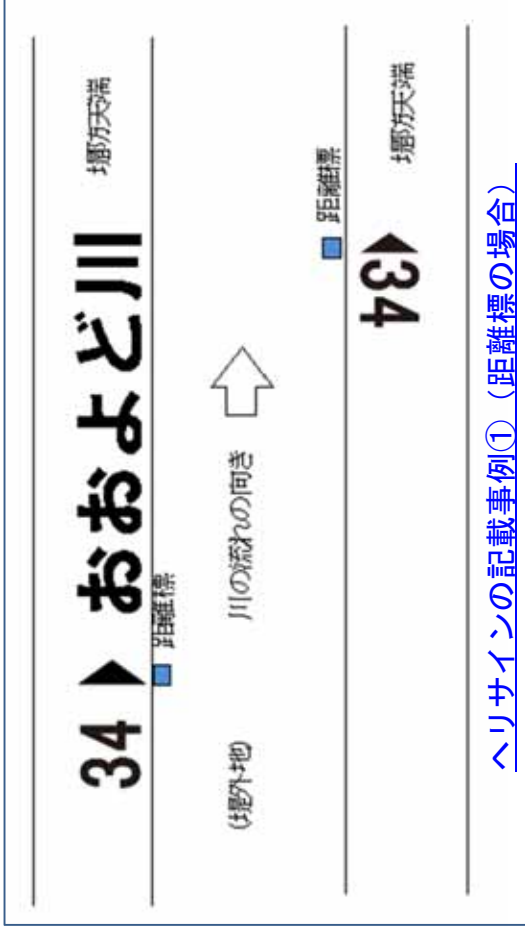 34 ▶ おおよど川
堤防天端
距離標
(堤外地)
川の流れの向き
距離標
◀34
堤防天端
ヘリサインの記載事例①(距離標の場合)